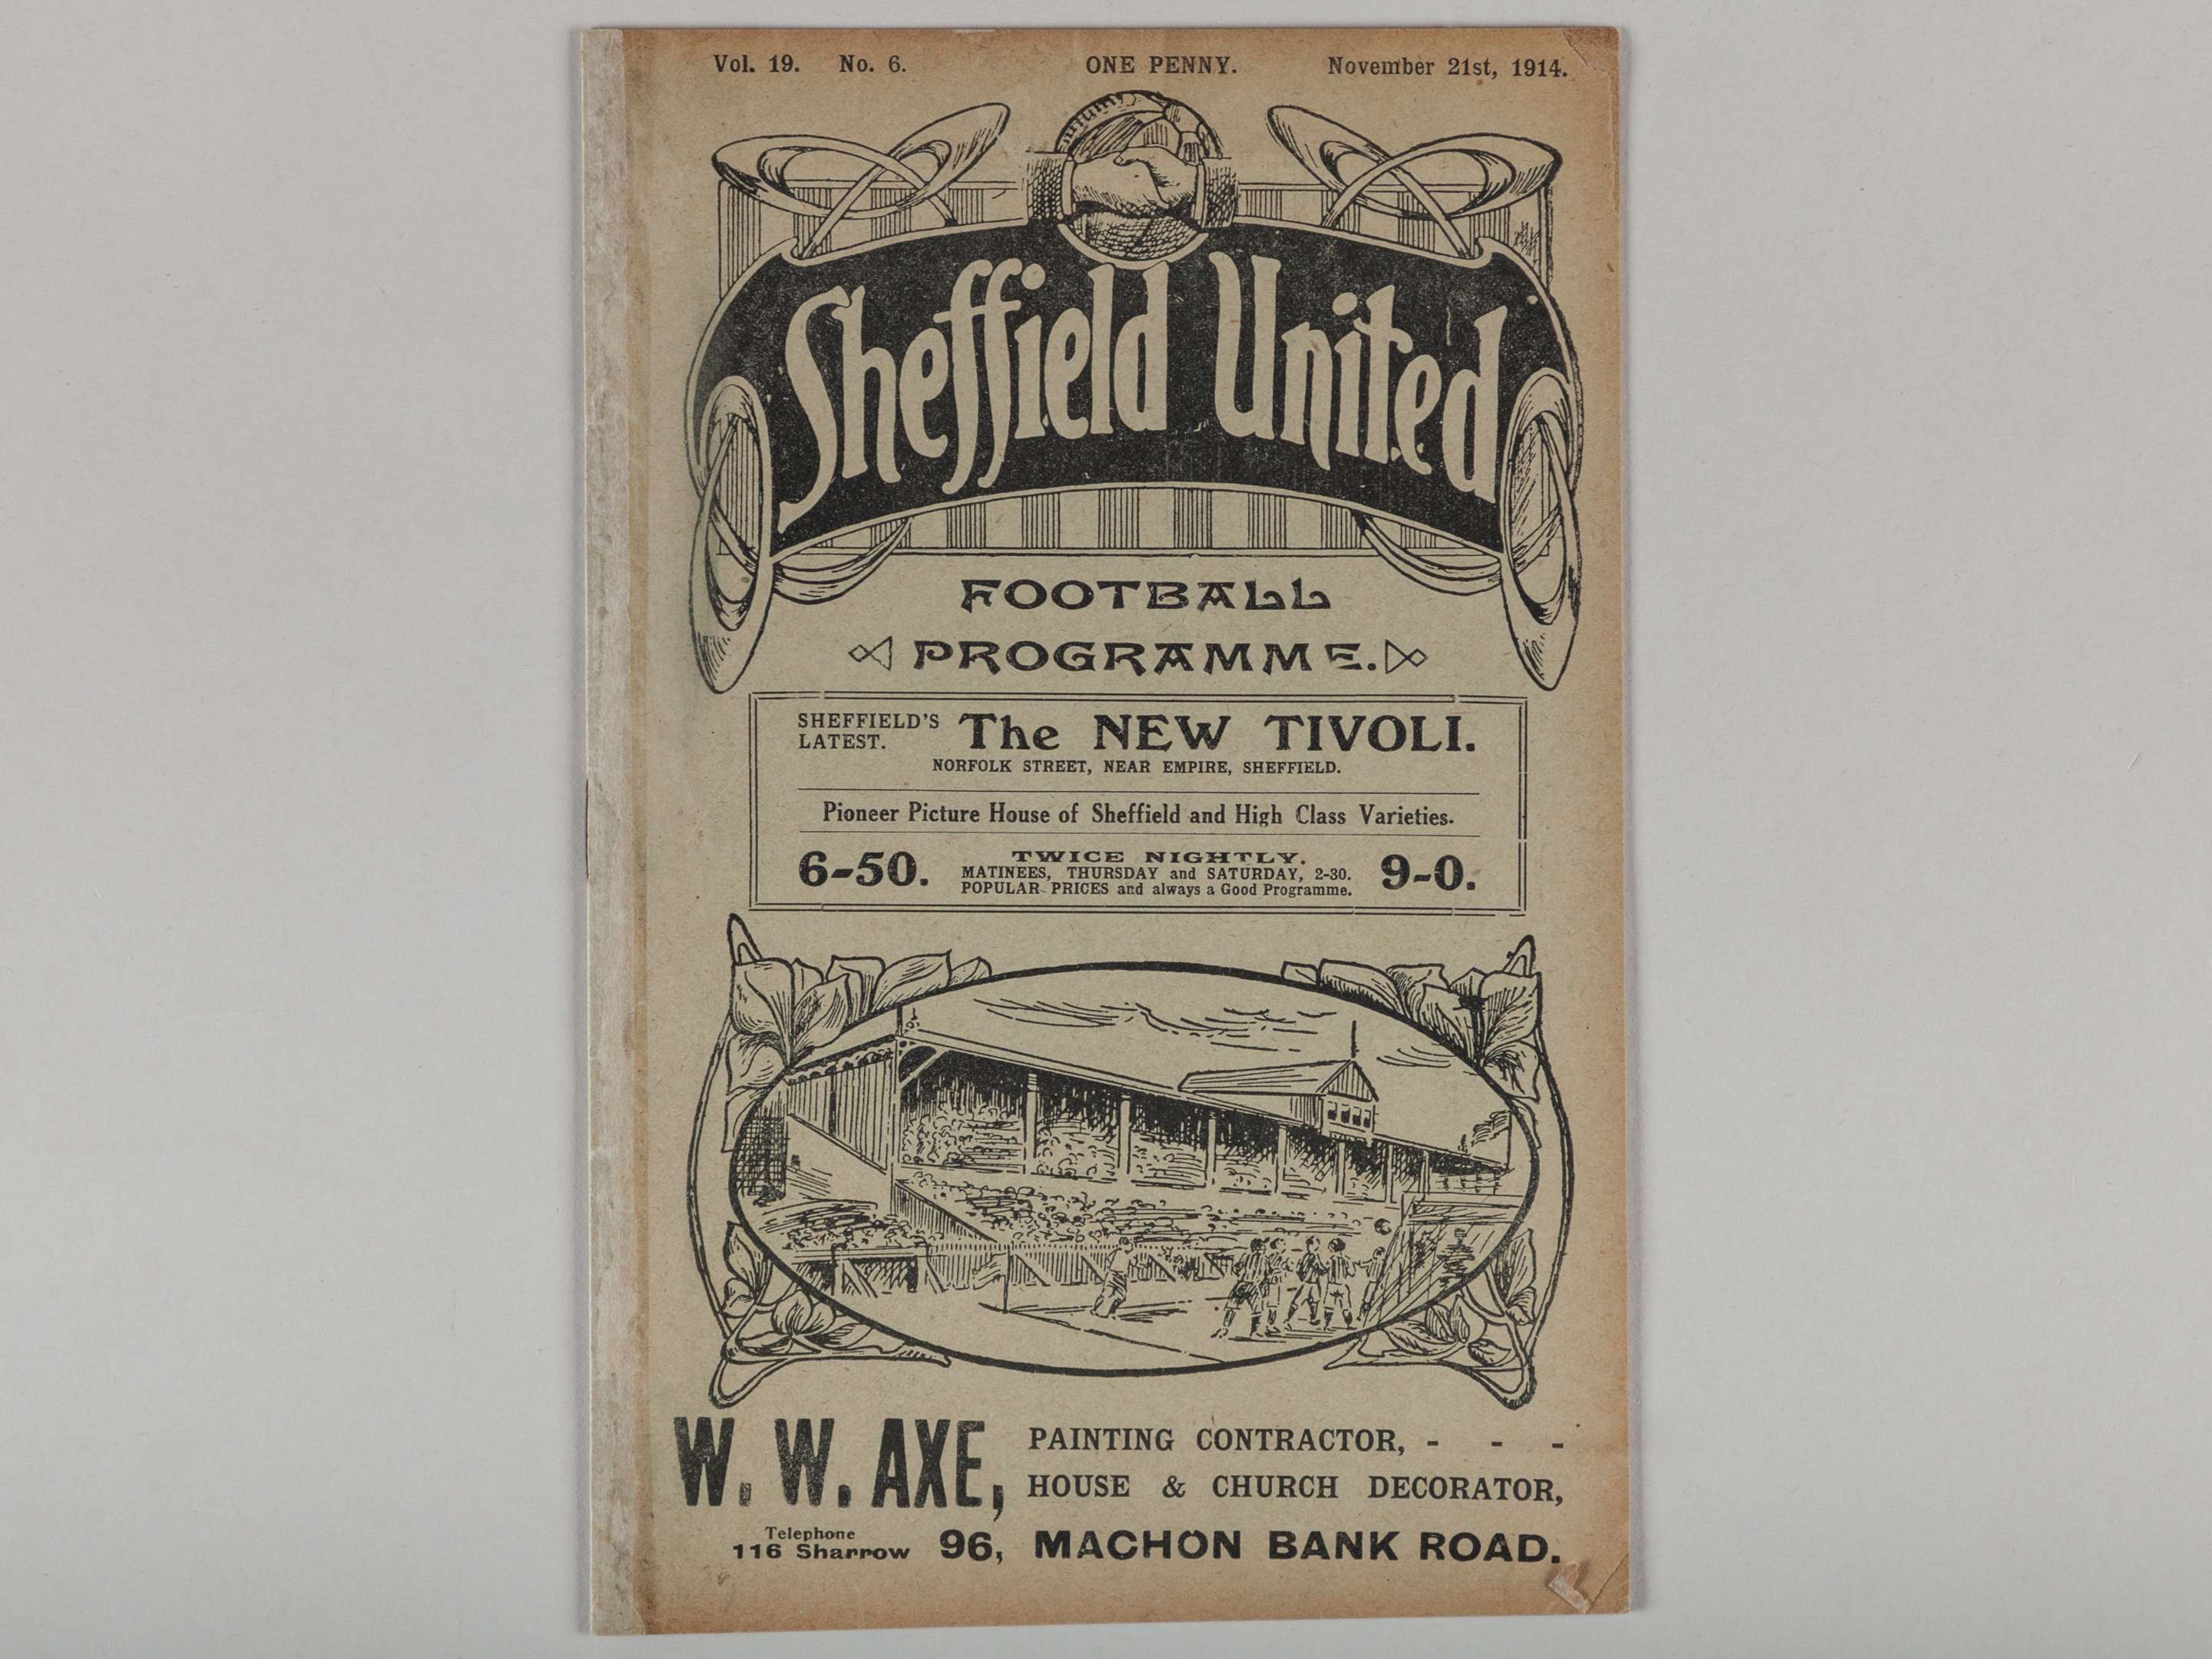 Vol. 19. No. 6. ONE PENNY. November 21st, 1914.
Sheffield United
FOOTBALL
PROGRAMME.
SHEFFIELD'S
LATEST.
The NEW TIVOLI.
NORFOLK STREET, NEAR EMPIRE, SHEFFIELD.
Pioneer Picture House of Sheffield and High Class Varieties.
6-50.
TWICE NIGHTLY.
MATINEES, THURSDAY and SATURDAY, 2-30.
POPULAR PRICES and always a Good Programme.
9-0.
W. W. AXE,
PAINTING CONTRACTOR, - - -
HOUSE & CHURCH DECORATOR,
Telephone
116 Sharrow
96, MACHON BANK ROAD.